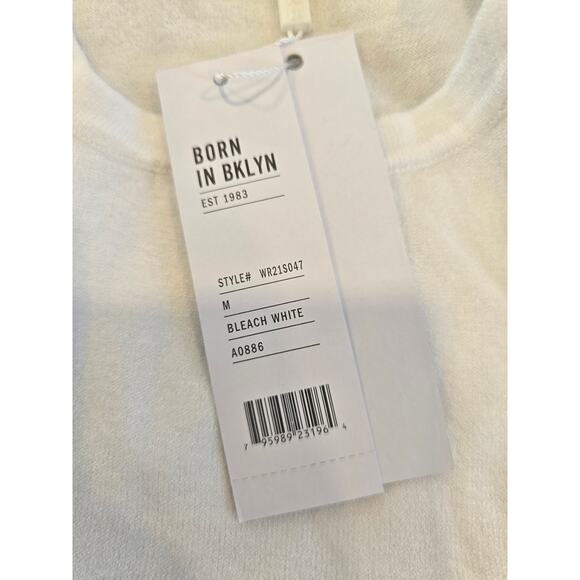 BORN
IN BKLYN
EST 1983
STYLE# WR21S047
M
BLEACH WHITE
A0886
7 95989 23196 4